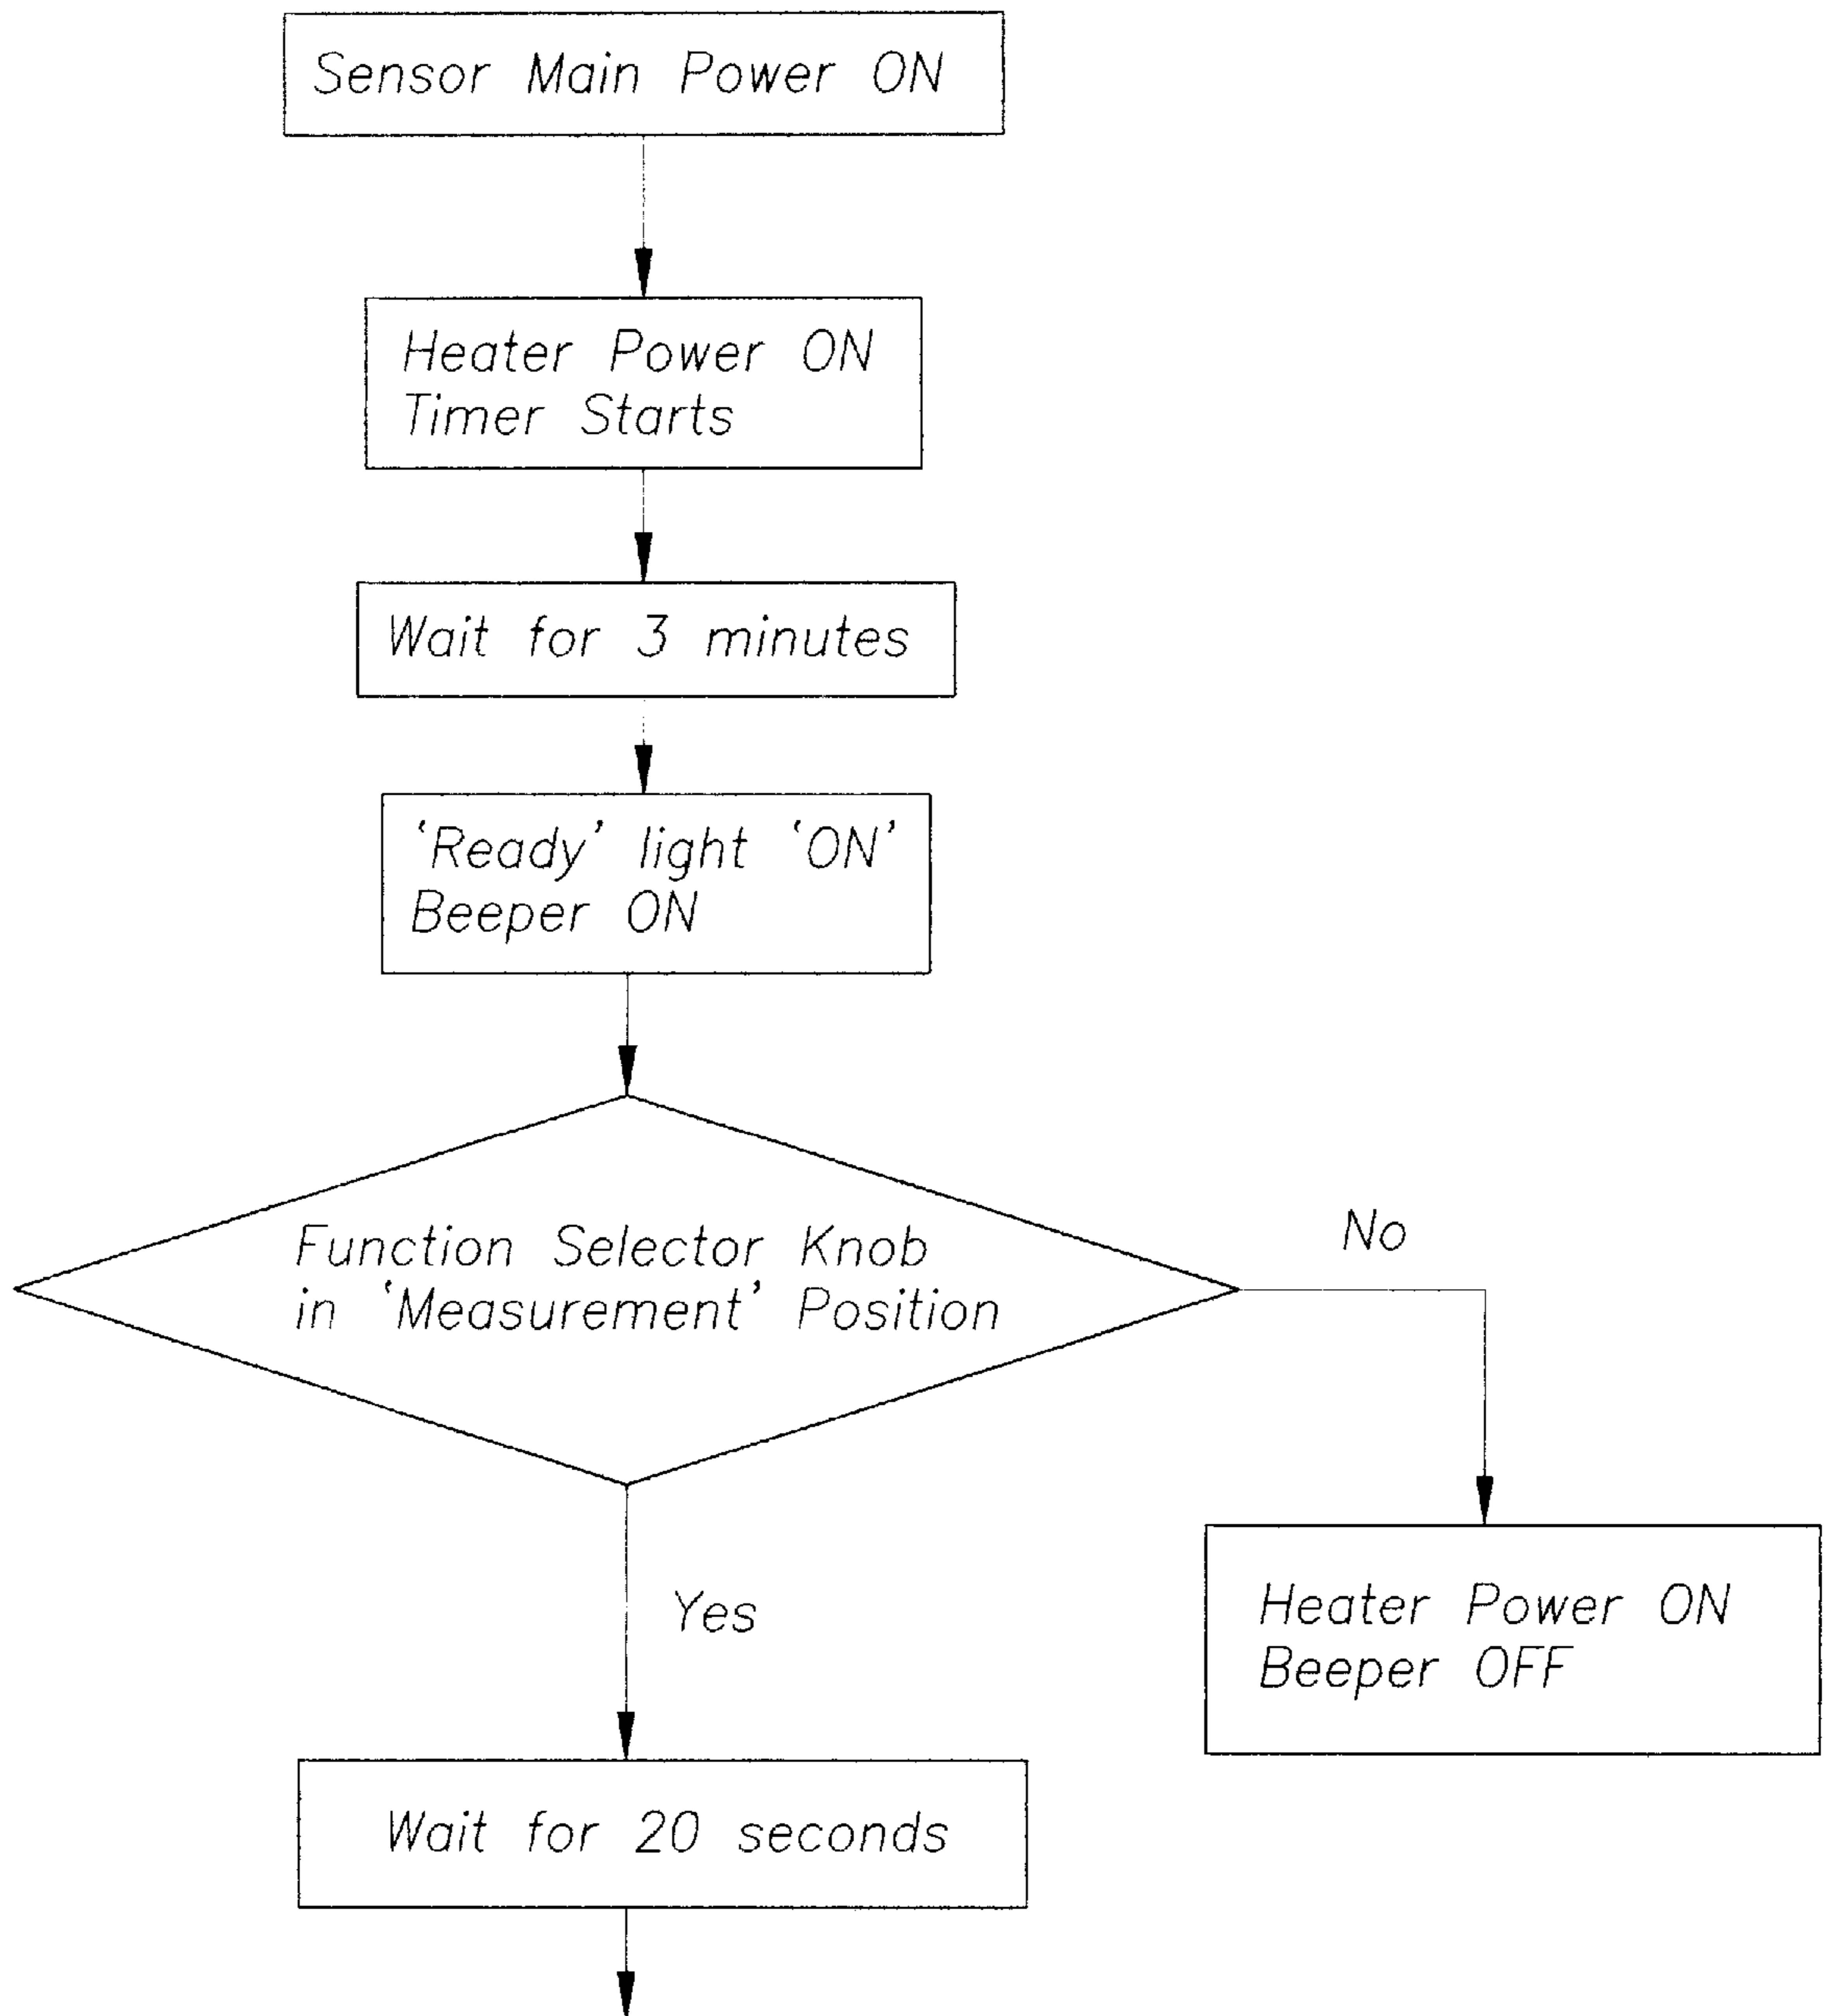 Sensor Main Power ON
Heater Power ON
Timer Starts
Wait for 3 minutes
‘Ready’ light ‘ON’
Beeper ON
Function Selector Knob
in ‘Measurement’ Position
No
Yes
Heater Power ON
Beeper OFF
Wait for 20 seconds